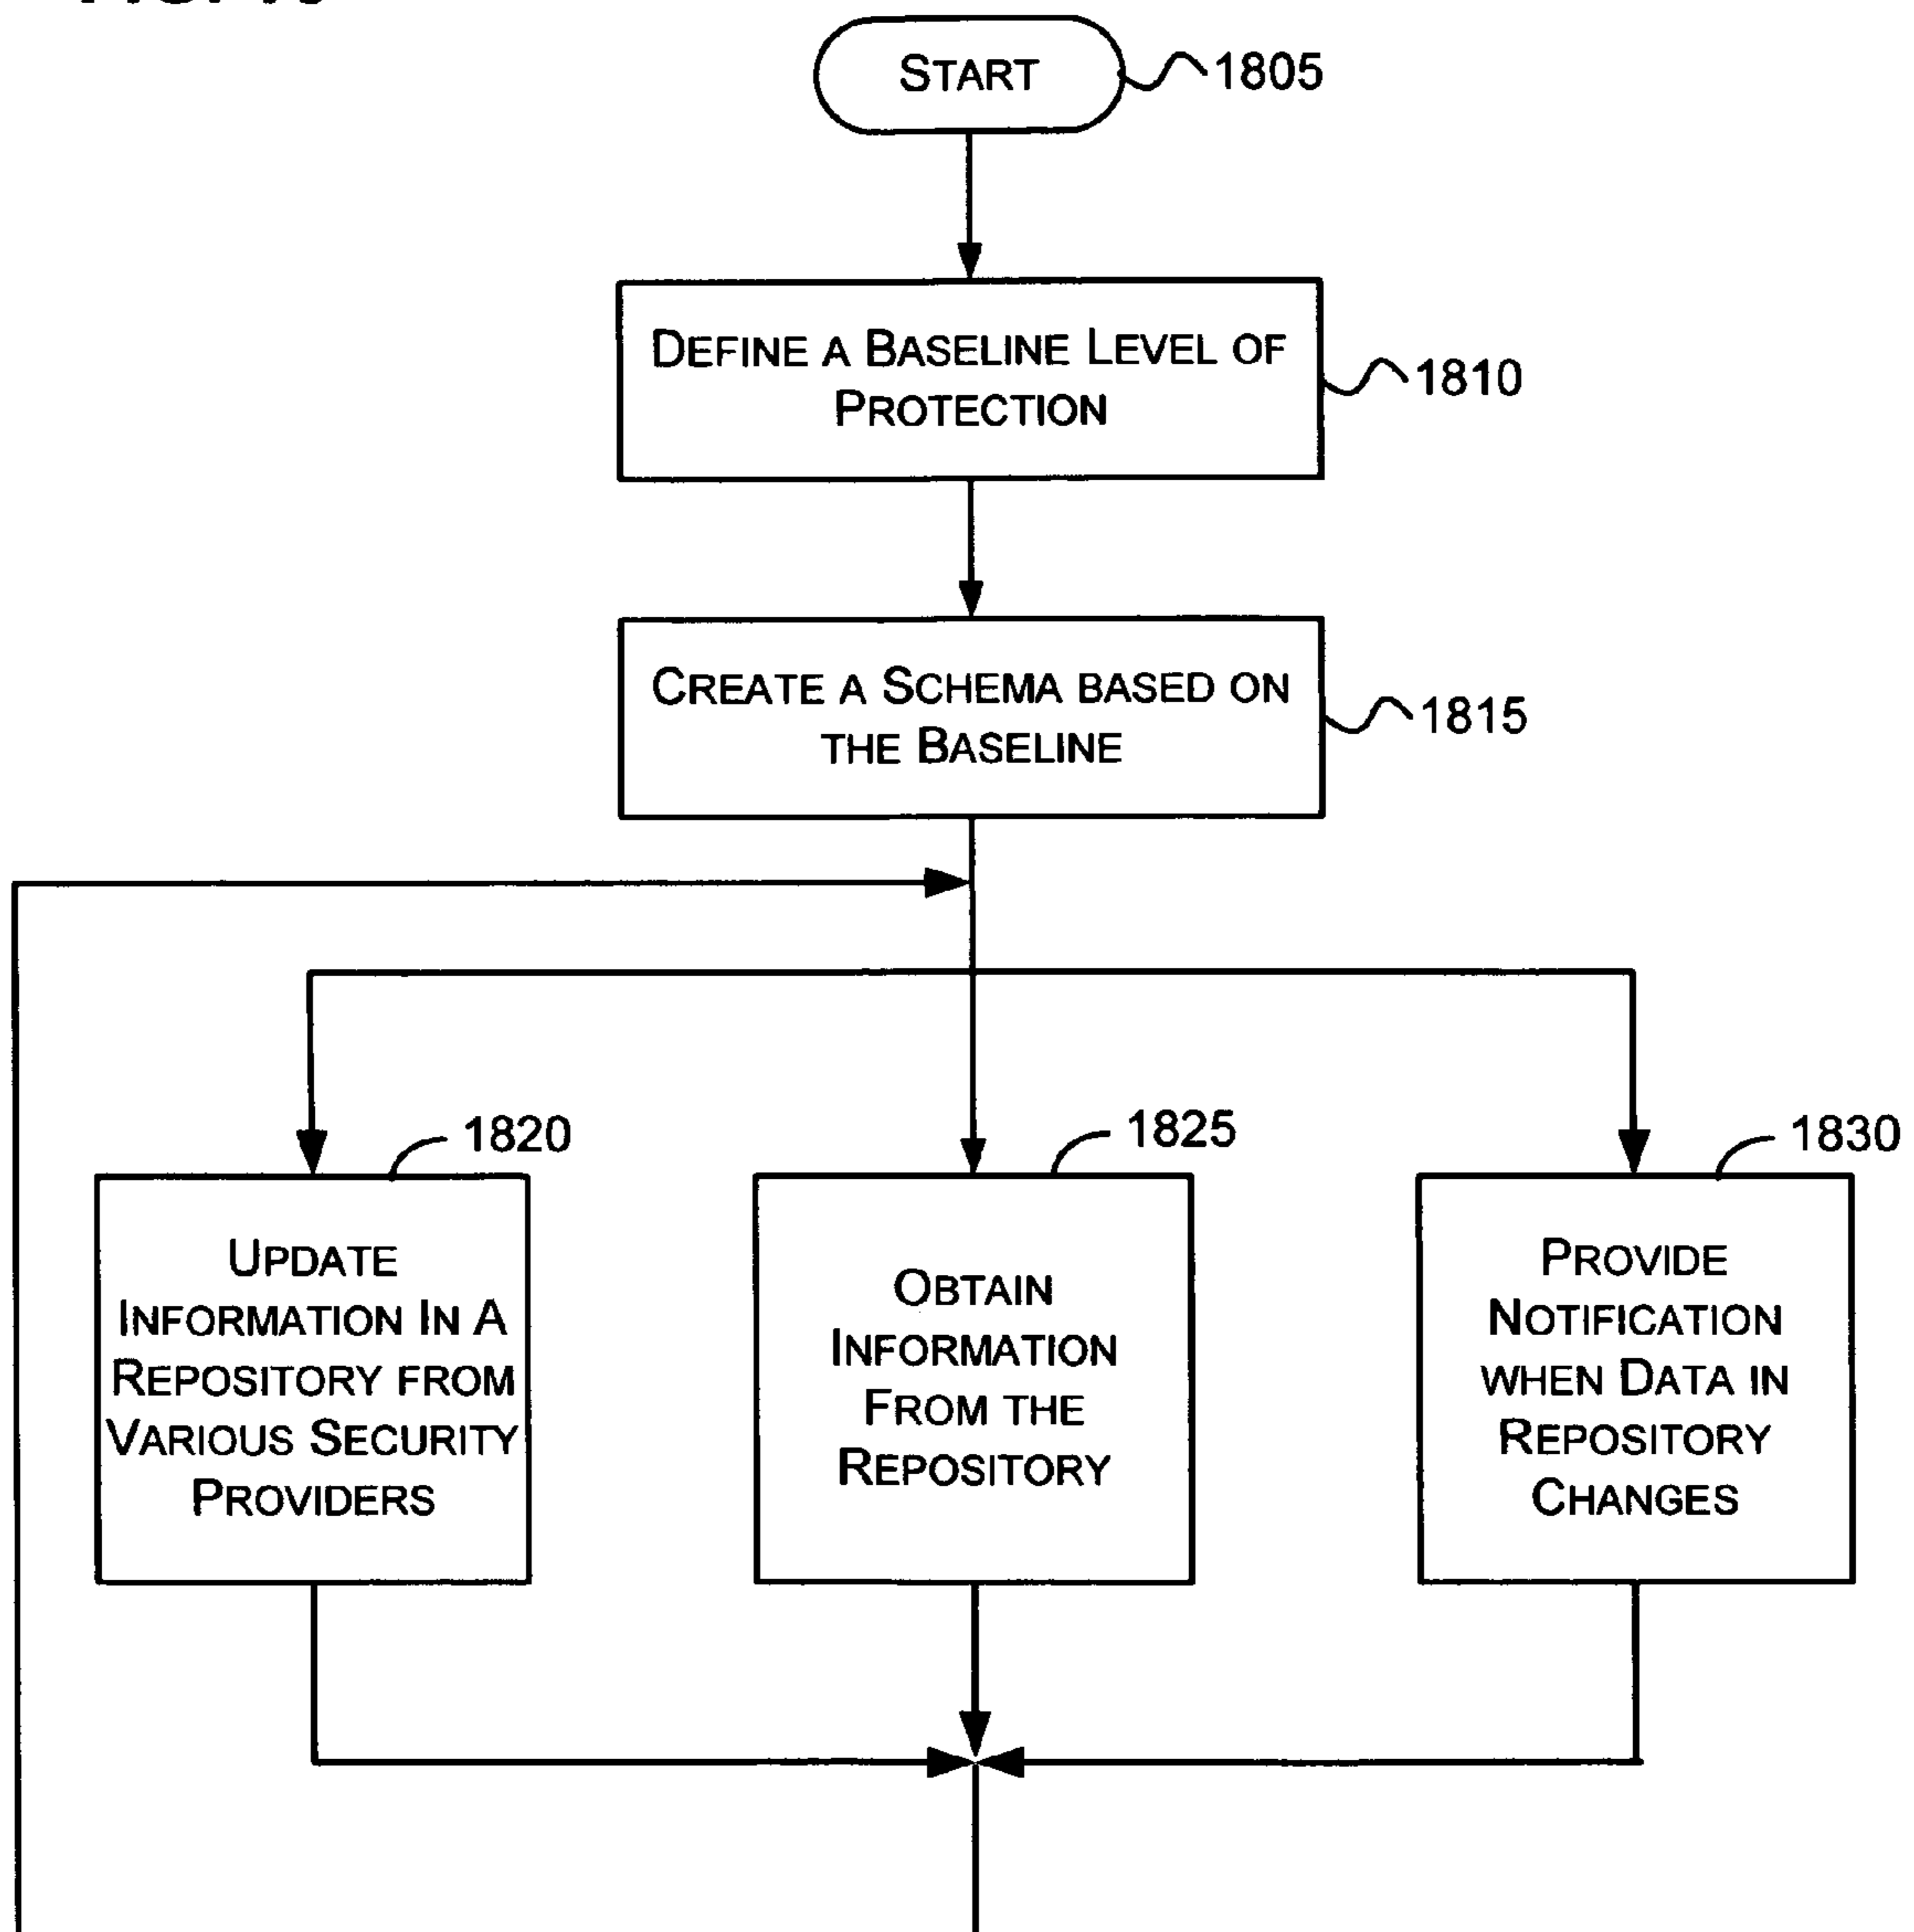 START
1805
DEFINE A BASELINE LEVEL OF
PROTECTION
1810
CREATE A SCHEMA BASED ON
THE BASELINE
1815
1820
1825
1830
UPDATE
INFORMATION IN A
REPOSITORY FROM
VARIOUS SECURITY
PROVIDERS
OBTAIN
INFORMATION
FROM THE
REPOSITORY
PROVIDE
NOTIFICATION
WHEN DATA IN
REPOSITORY
CHANGES